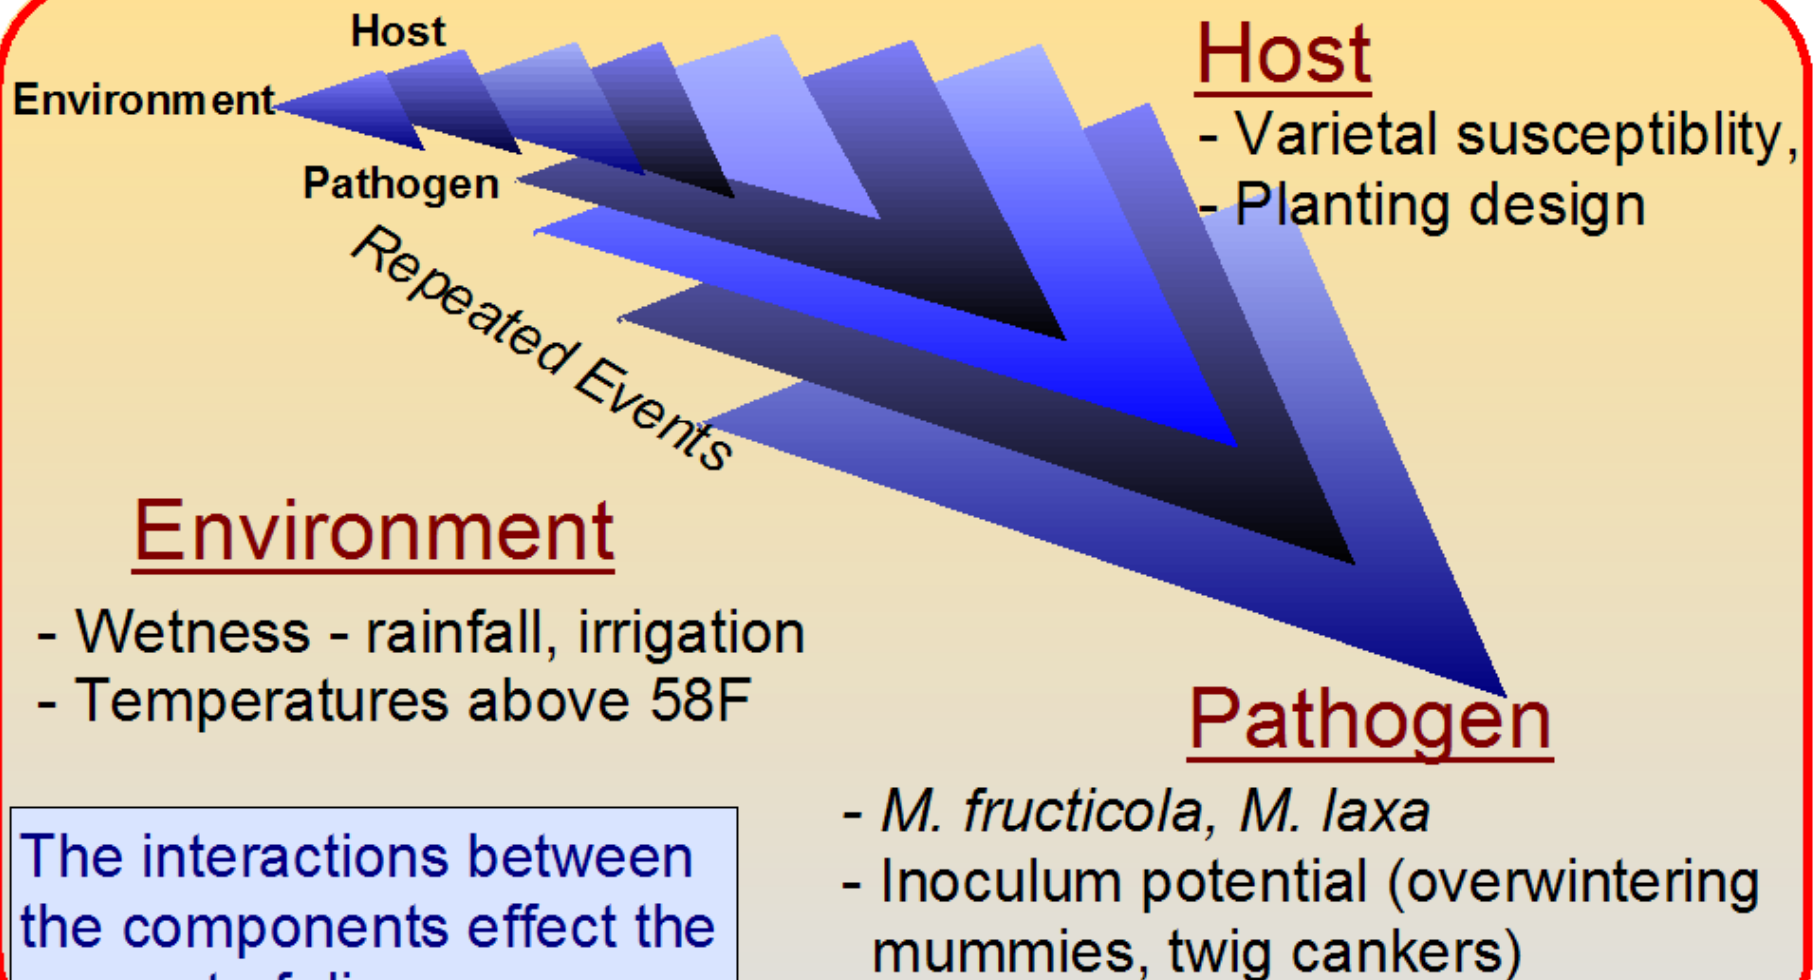 Host
Environment
Pathogen
Repeated Events
Host
- Varietal susceptiblity,
- Planting design
Environment
- Wetness - rainfall, irrigation
- Temperatures above 58F
Pathogen
- M. fructicola, M. laxa
- Inoculum potential (overwintering
mummies, twig cankers)
The interactions between
the components effect the